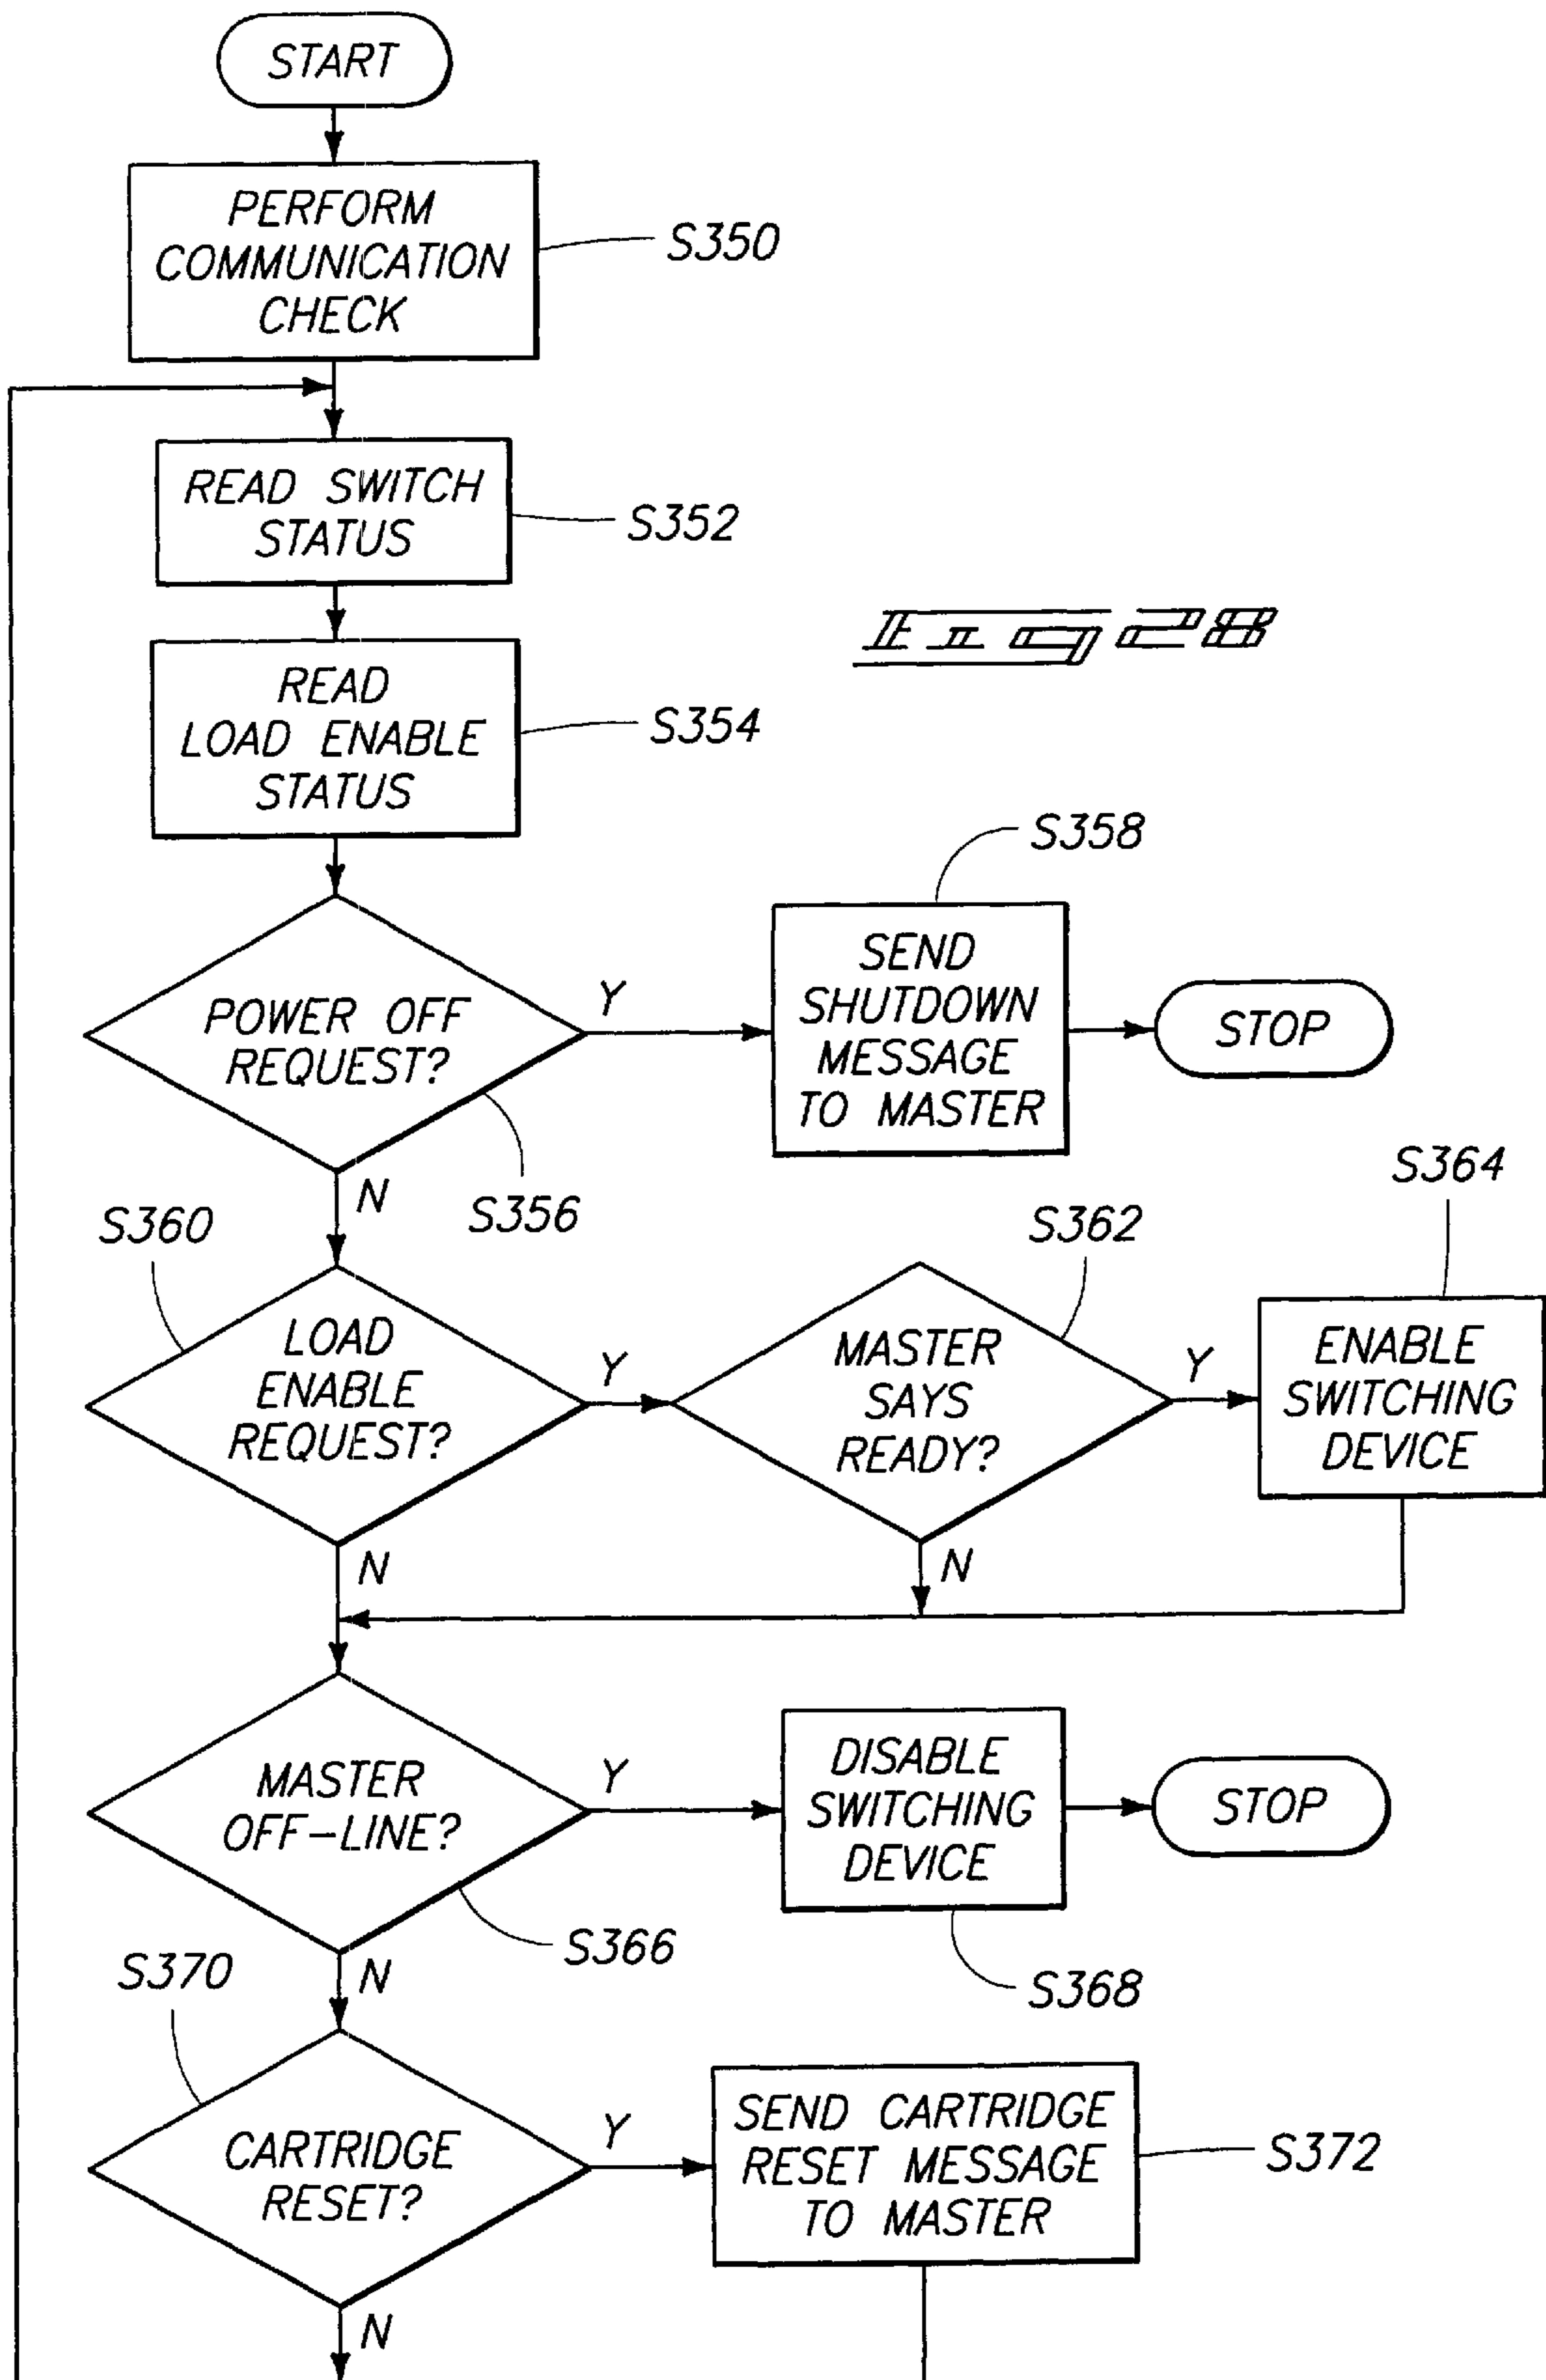 START
PERFORM
COMMUNICATION
CHECK
S350
READ SWITCH
STATUS
S352
Fig 28
READ
LOAD ENABLE
STATUS
S354
S358
POWER OFF
REQUEST?
Y
SEND
SHUTDOWN
MESSAGE
TO MASTER
STOP
N
S356
S360
S362
S364
LOAD
ENABLE
REQUEST?
Y
MASTER
SAYS
READY?
Y
ENABLE
SWITCHING
DEVICE
N
N
MASTER
OFF-LINE?
Y
DISABLE
SWITCHING
DEVICE
STOP
S366
S368
N
S370
CARTRIDGE
RESET?
Y
SEND CARTRIDGE
RESET MESSAGE
TO MASTER
S372
N